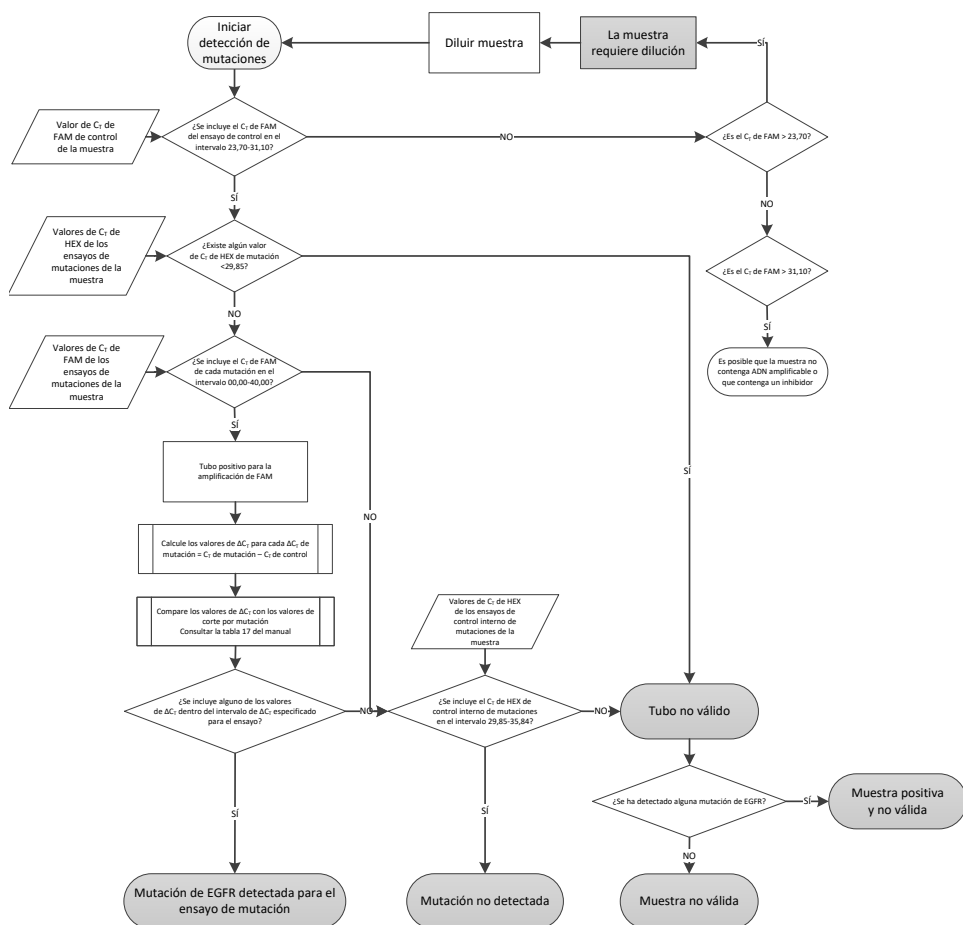 Iniciar
detección de
mutaciones
Diluir muestra
La muestra
requiere dilución
SÍ
Valor de CT de
FAM de control
de la muestra
¿Se incluye el CT de FAM
del ensayo de control en el
intervalo 23,70-31,10?
NO
¿Es el CT de FAM > 23,70?
SÍ
NO
Valores de CT de
HEX de los
ensayos de
mutaciones de la
muestra
¿Existe algún valor
de CT de HEX de mutación
<29,85?
¿Es el CT de FAM > 31,10?
NO
SÍ
Valores de CT de
FAM de los
ensayos de
mutaciones de la
muestra
¿Se incluye el CT de FAM
de cada mutación en el
intervalo 00,00-40,00?
Es posible que la muestra no
contenga ADN amplificable o
que contenga un inhibidor
SÍ
Tubo positivo para la
amplificación de FAM
SÍ
NO
Calcule los valores de ΔCT para cada ΔCT de
mutación = CT de mutación – CT de control
Compare los valores de ΔCT con los valores de
corte por mutación
Consultar la tabla 17 del manual
Valores de CT de HEX
de los ensayos de
control interno de
mutaciones de la
muestra
¿Se incluye alguno de los valores
de ΔCT dentro del intervalo de ΔCT especificado
para el ensayo?
NO
¿Se incluye el CT de HEX de
control interno de mutaciones
en el intervalo 29,85-35,84?
NO
Tubo no válido
¿Se ha detectado alguna mutación de EGFR?
SÍ
Muestra positiva
y no válida
SÍ
SÍ
NO
Mutación de EGFR detectada para el
ensayo de mutación
Mutación no detectada
Muestra no válida